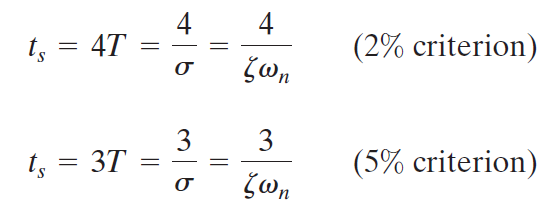 t_s = 4T = 4/σ = 4/(ζω_n) (2% criterion)
t_s = 3T = 3/σ = 3/(ζω_n) (5% criterion)